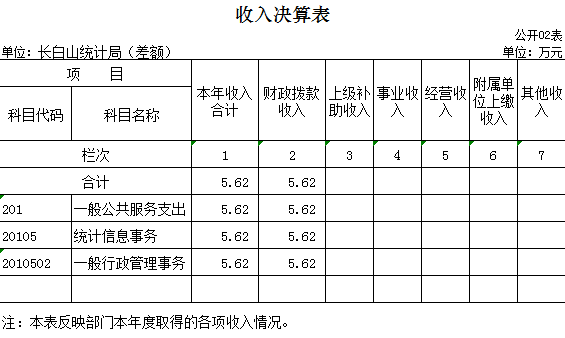 收入决算表
公开02表
单位：长白山统计局（差额） 单位：万元
项 目 本年收入合计 财政拨款收入 上级补助收入 事业收入 经营收入 附属单位上缴收入 其他收入
科目代码 科目名称
栏次 1 2 3 4 5 6 7
合计 5.62 5.62
201 一般公共服务支出 5.62 5.62
20105 统计信息事务 5.62 5.62
2010502 一般行政管理事务 5.62 5.62
注：本表反映部门本年度取得的各项收入情况。